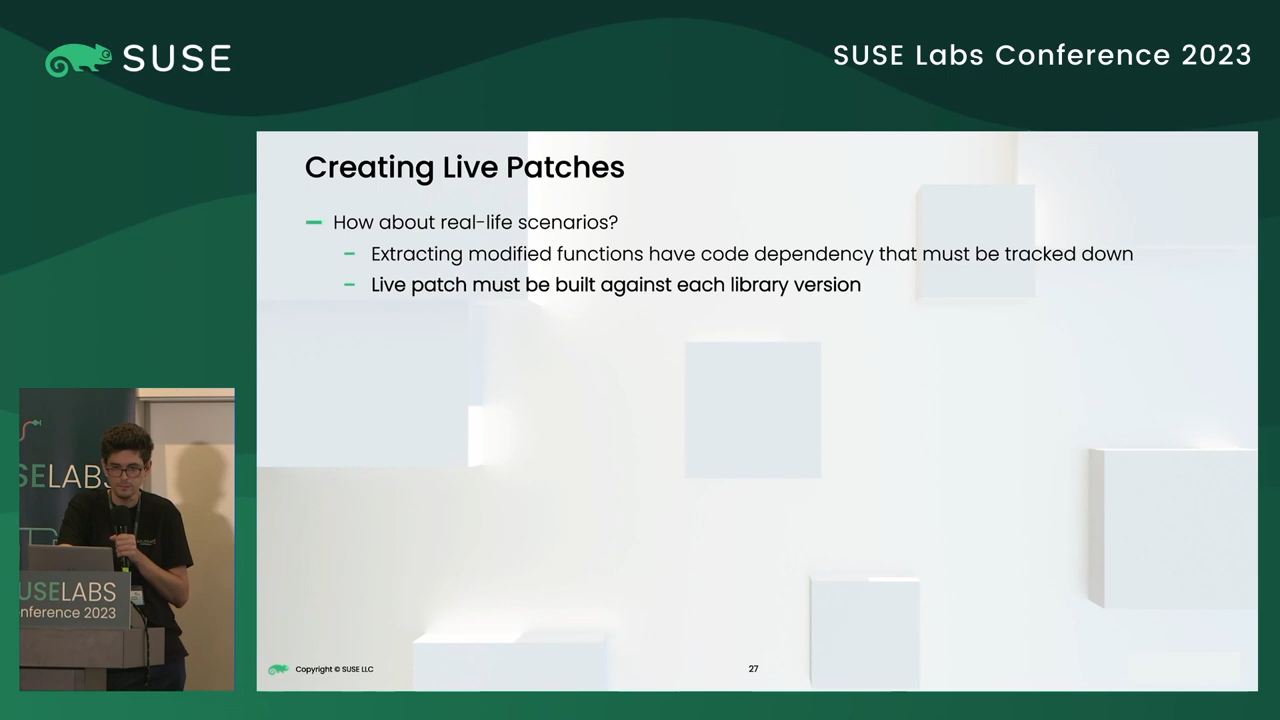 SUSE
SUSE Labs Conference 2023
Creating Live Patches
How about real-life scenarios?
Extracting modified functions have code dependency that must be tracked down
Live patch must be built against each library version
SELABS
USELABS
onference 2023
Copyright © SUSE LLC
27